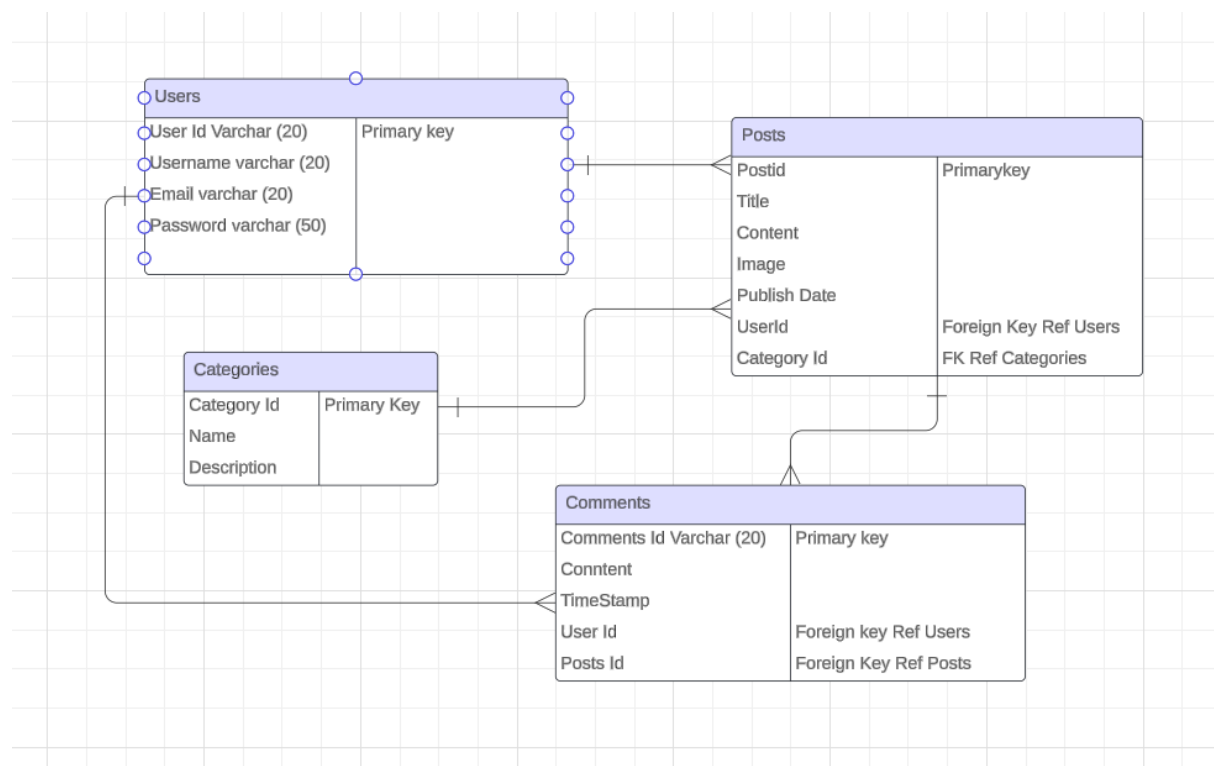 Users
User Id Varchar (20) Primary key
Username varchar (20)
Email varchar (20)
Password varchar (50)
Posts
Postid Primarykey
Title
Content
Image
Publish Date
UserId Foreign Key Ref Users
Category Id FK Ref Categories
Categories
Category Id Primary Key
Name
Description
Comments
Comments Id Varchar (20) Primary key
Conntent
TimeStamp
User Id Foreign key Ref Users
Posts Id Foreign Key Ref Posts